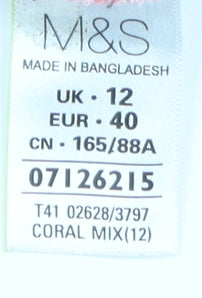 M&S
MADE IN BANGLADESH
UK • 12
EUR • 40
CN • 165/88A
07126215
T41 02628/3797
CORAL MIX(12)